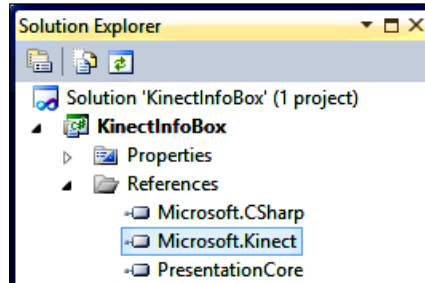 Solution Explorer
Solution 'KinectInfoBox' (1 project)
KinectInfoBox
Properties
References
Microsoft.CSharp
Microsoft.Kinect
PresentationCore